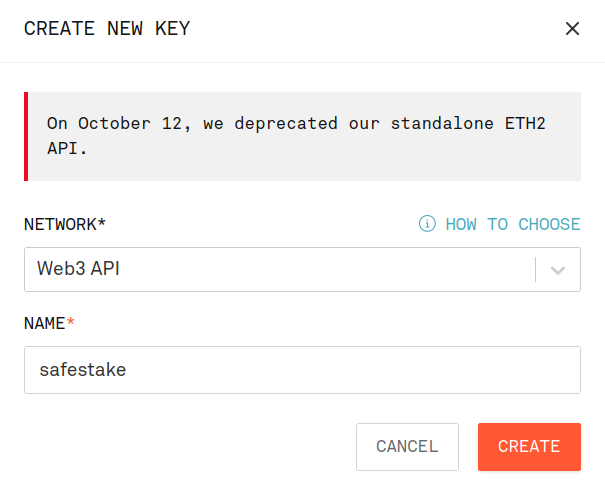 CREATE NEW KEY
On October 12, we deprecated our standalone ETH2
API.
NETWORK*
HOW TO CHOOSE
Web3 API
NAME*
safestake
CANCEL
CREATE